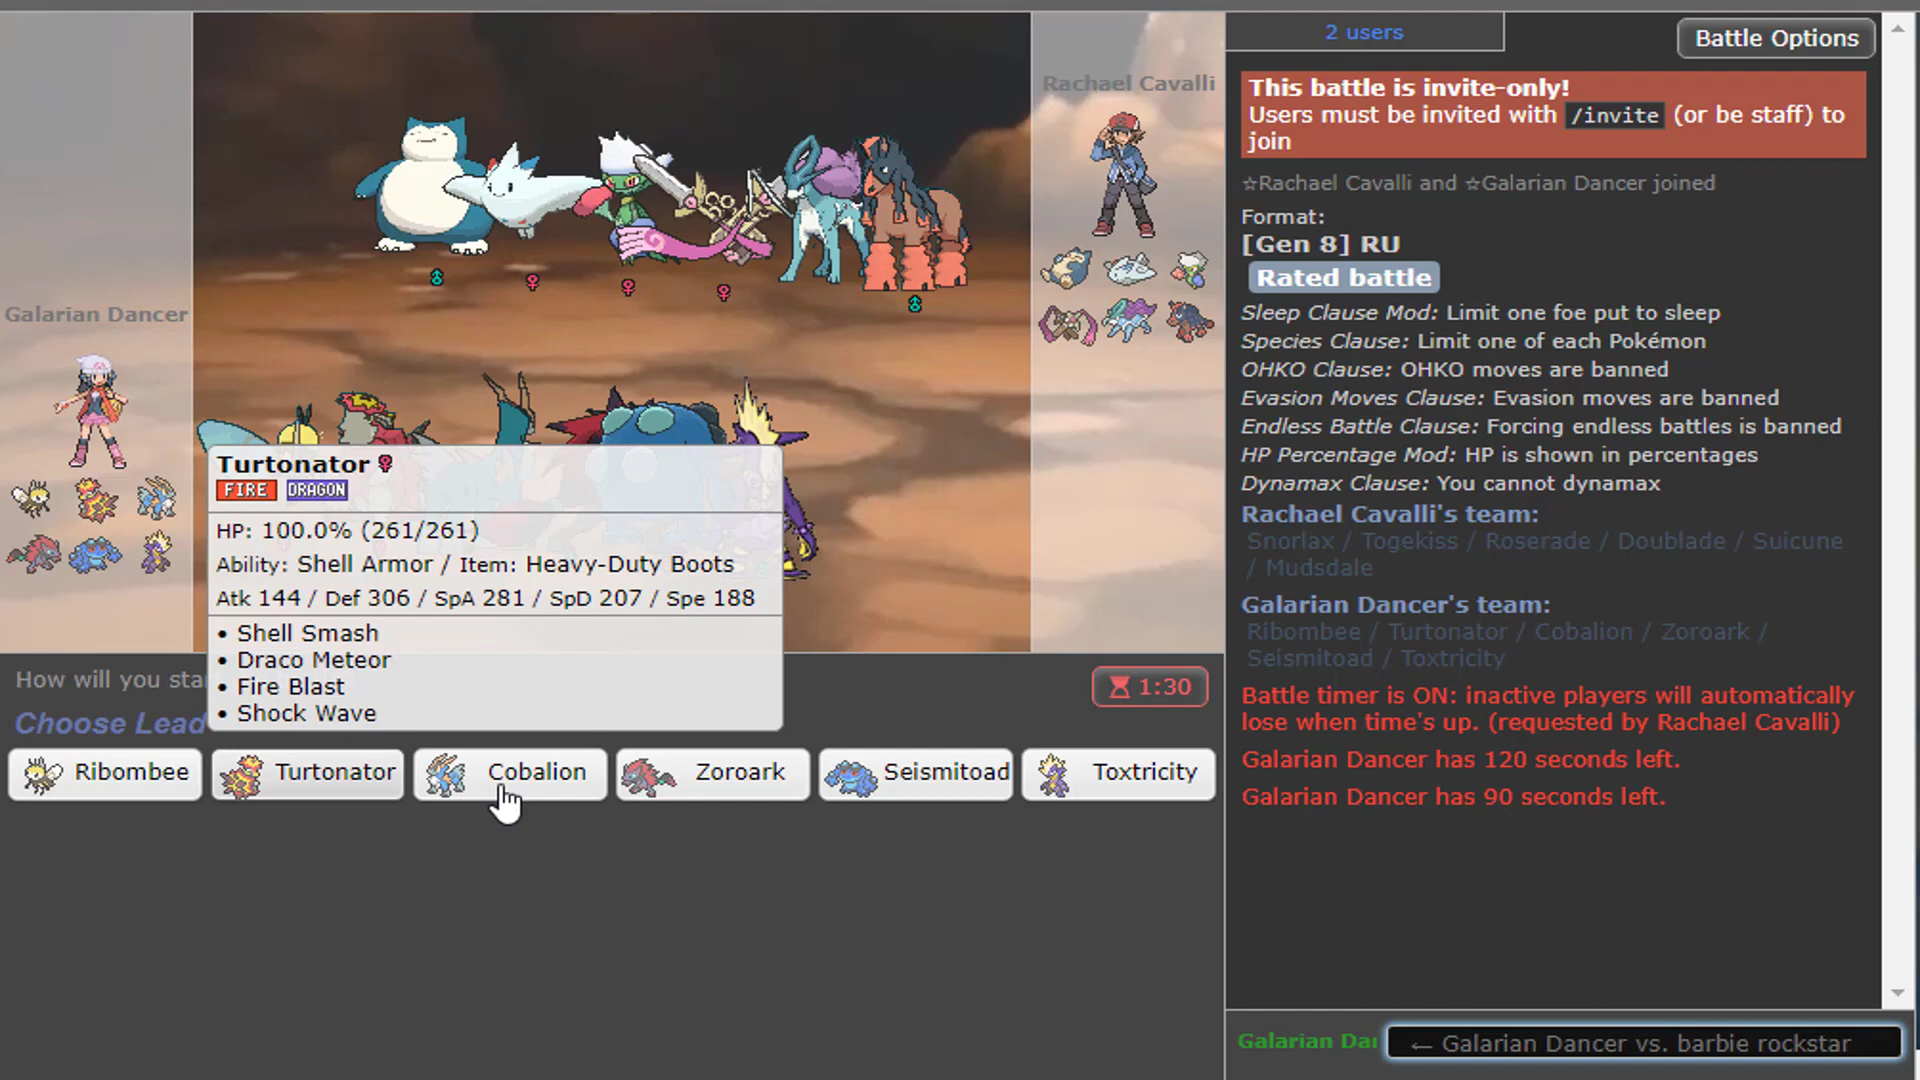 2 users
Battle Options
Rachael Cavalli
This battle is invite-only!
Users must be invited with /invite (or be staff) to
join
☆Rachael Cavalli and ☆Galarian Dancer joined
Format:
[Gen 8] RU
Rated battle
Sleep Clause Mod: Limit one foe put to sleep
Species Clause: Limit one of each Pokémon
OHKO Clause: OHKO moves are banned
Evasion Moves Clause: Evasion moves are banned
Endless Battle Clause: Forcing endless battles is banned
HP Percentage Mod: HP is shown in percentages
Dynamax Clause: You cannot dynamax
Rachael Cavalli's team:
Snorlax / Togekiss / Roserade / Doublade / Suicune
/ Mudsdale
Galarian Dancer's team:
Ribombee / Turtonator / Cobalion / Zoroark /
Seismitoad / Toxtricity
Battle timer is ON: inactive players will automatically
lose when time's up. (requested by Rachael Cavalli)
Galarian Dancer has 120 seconds left.
Galarian Dancer has 90 seconds left.
Galarian Dancer
Turtonator ♀
FIRE DRAGON
HP: 100.0% (261/261)
Ability: Shell Armor / Item: Heavy-Duty Boots
Atk 144 / Def 306 / SpA 281 / SpD 207 / Spe 188
• Shell Smash
• Draco Meteor
• Fire Blast
• Shock Wave
How will you sta
1:30
Choose Lead
Ribombee
Turtonator
Cobalion
Zoroark
Seismitoad
Toxtricity
Galarian Da
← Galarian Dancer vs. barbie rockstar